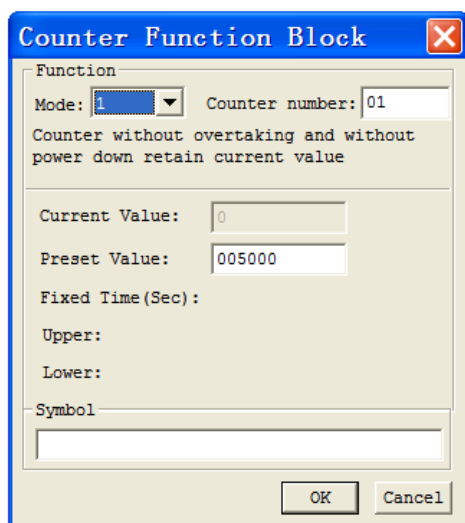 Counter Function Block
Function
Mode: 1 Counter number: 01
Counter without overtaking and without
power down retain current value
Current Value: 0
Preset Value: 005000
Fixed Time(Sec):
Upper:
Lower:
Symbol
OK Cancel